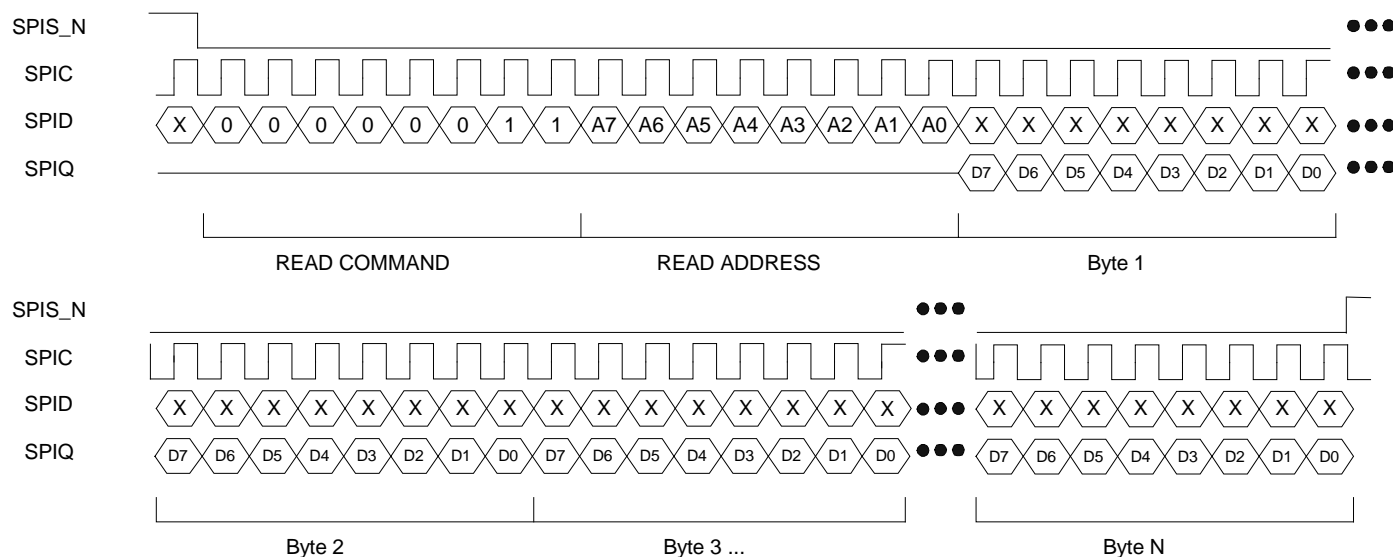 SPIS_N
SPIC
SPID X 0 0 0 0 0 0 1 1 A7 A6 A5 A4 A3 A2 A1 A0 X X X X X X X X
SPIQ D7 D6 D5 D4 D3 D2 D1 D0
READ COMMAND READ ADDRESS Byte 1
SPIS_N
SPIC
SPID X X X X X X X X X X X X X X X X X X X X X X X X
SPIQ D7 D6 D5 D4 D3 D2 D1 D0 D7 D6 D5 D4 D3 D2 D1 D0 D7 D6 D5 D4 D3 D2 D1 D0
Byte 2 Byte 3 ... Byte N